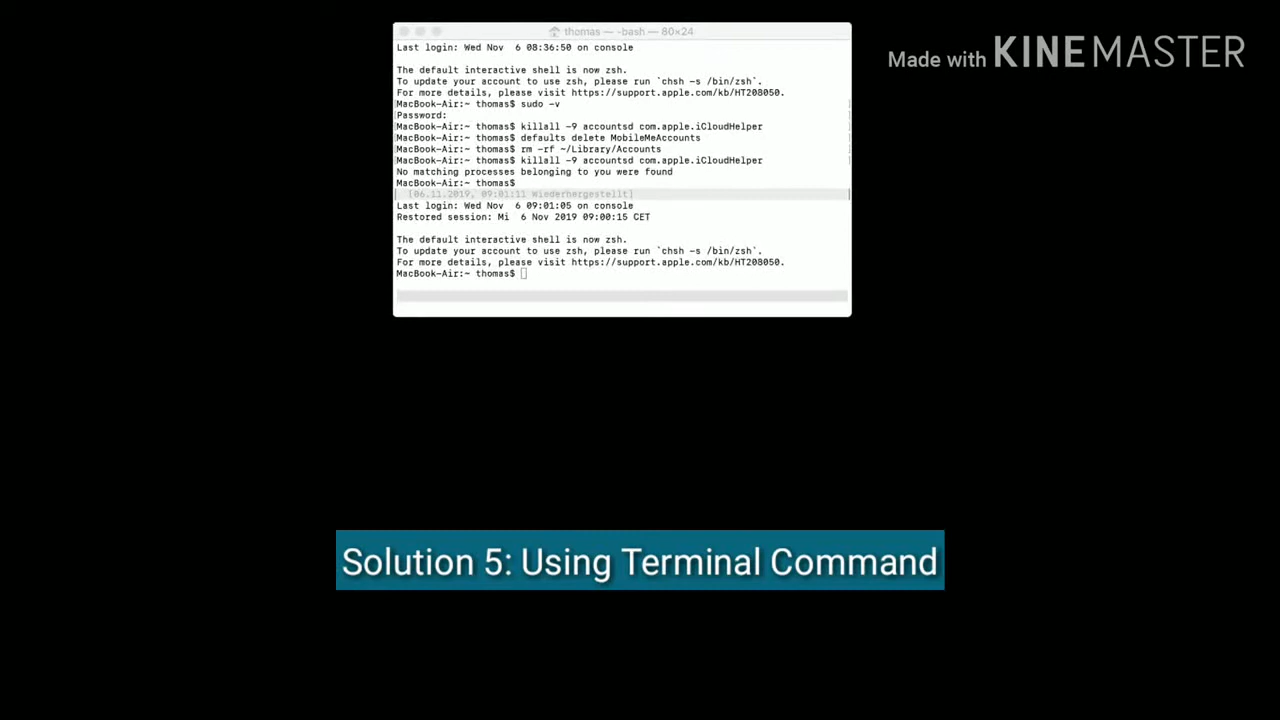 thomas — -bash — 80×24
Made with KINEMASTER
Last login: Wed Nov  6 08:36:50 on console
The default interactive shell is now zsh.
To update your account to use zsh, please run `chsh -s /bin/zsh`.
For more details, please visit https://support.apple.com/kb/HT208050.
MacBook-Air:~ thomas$ sudo -v
Password:
MacBook-Air:~ thomas$ killall -9 accountsd com.apple.iCloudHelper
MacBook-Air:~ thomas$ defaults delete MobileMeAccounts
MacBook-Air:~ thomas$ rm -rf ~/Library/Accounts
MacBook-Air:~ thomas$ killall -9 accountsd com.apple.iCloudHelper
No matching processes belonging to you were found
MacBook-Air:~ thomas$
[06.11.2019, 09:01:11 Wiederhergestellt]
Last login: Wed Nov  6 09:01:05 on console
Restored session: Mi  6 Nov 2019 09:00:15 CET
The default interactive shell is now zsh.
To update your account to use zsh, please run `chsh -s /bin/zsh`.
For more details, please visit https://support.apple.com/kb/HT208050.
MacBook-Air:~ thomas$
Solution 5: Using Terminal Command